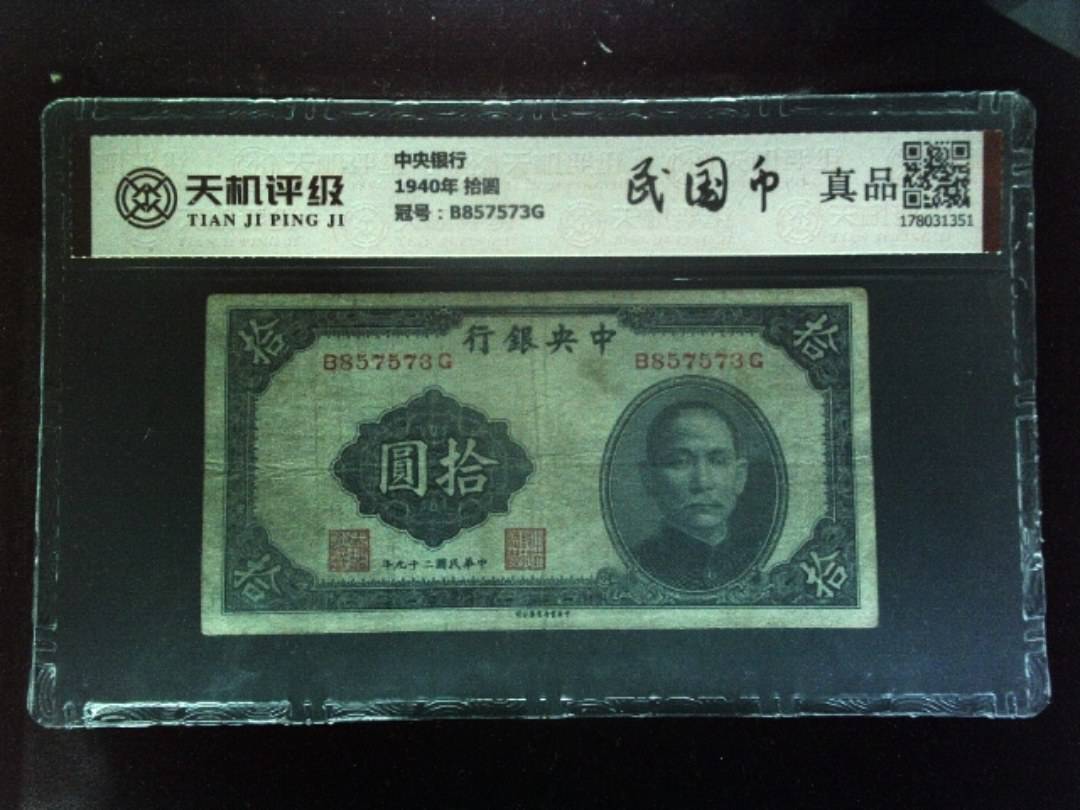 天机评级
TIAN JI PING JI
中央银行
1940年 拾圆
冠号：B857573G
民国币
真品
178031351
拾
行銀央中
拾
B857573G
B857573G
圓拾
年九十二國民華中
拾
拾